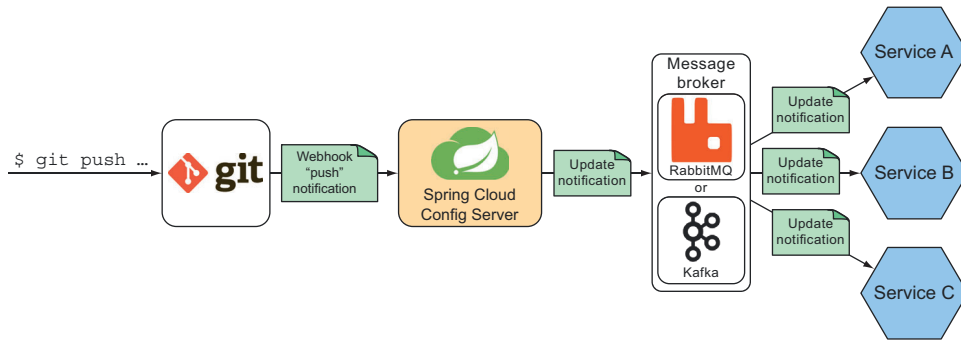 $ git push …
git
Webhook
“push”
notification
Spring Cloud
Config Server
Update
notification
Message
broker
RabbitMQ
or
Kafka
Update
notification
Update
notification
Update
notification
Service A
Service B
Service C